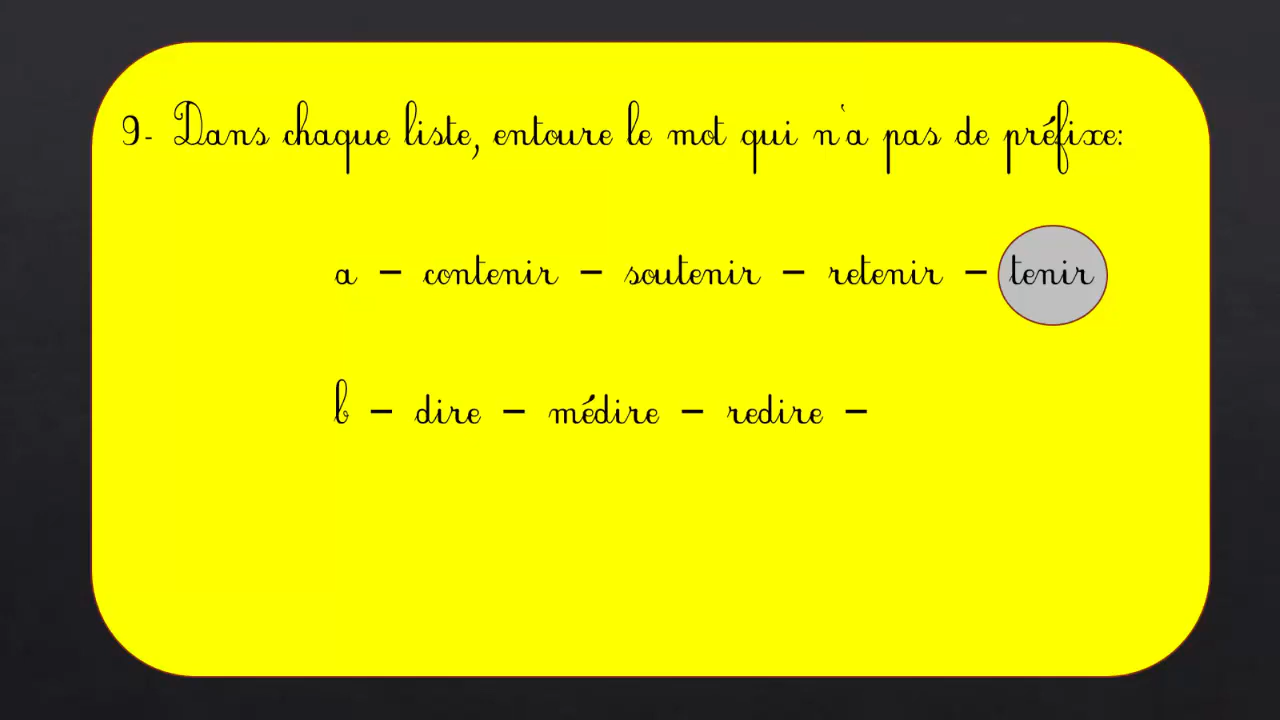 9- Dans chaque liste, entoure le mot qui n'a pas de préfixe:
a – contenir – soutenir – retenir – tenir
b – dire – médire – redire –